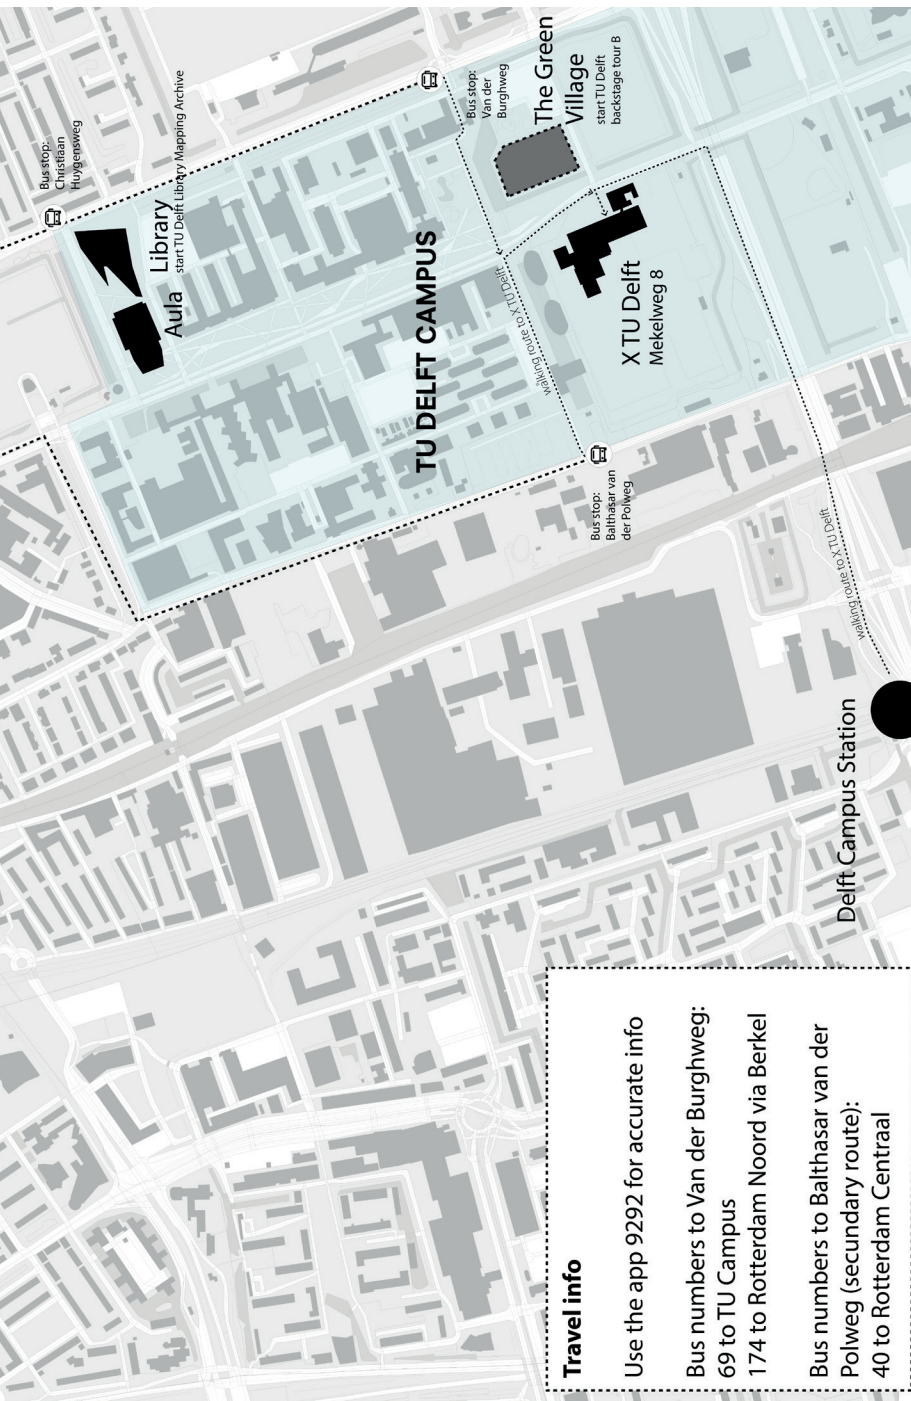 Bus stop:
Christiaan
Huygensweg
Library
start TU Delft Library Mapping Archive
Aula
Bus stop:
Van der
Burghweg
The Green
Village
start TU Delft
backstage tour B
TU DELFT CAMPUS
walking route to X TU Delft
X TU Delft
Mekelweg 8
Bus stop:
Balthasar van
der Polweg
walking route to X TU Delft
Delft Campus Station
Travel info
Use the app 9292 for accurate info
Bus numbers to Van der Burghweg:
69 to TU Campus
174 to Rotterdam Noord via Berkel
Bus numbers to Balthasar van der
Polweg (secundary route):
40 to Rotterdam Centraal